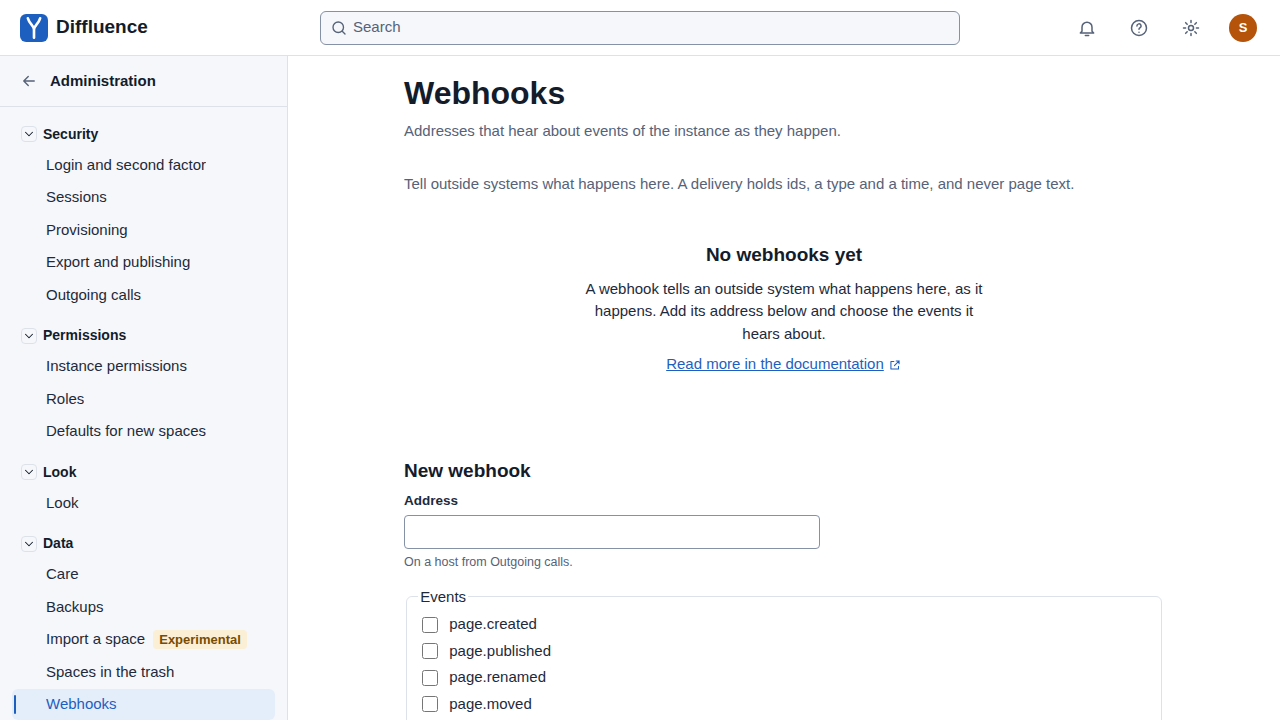 Diffluence
Search
S
Administration
Security
Login and second factor
Sessions
Provisioning
Export and publishing
Outgoing calls
Permissions
Instance permissions
Roles
Defaults for new spaces
Look
Look
Data
Care
Backups
Import a space Experimental
Spaces in the trash
Webhooks
Webhooks
Addresses that hear about events of the instance as they happen.
Tell outside systems what happens here. A delivery holds ids, a type and a time, and never page text.
No webhooks yet
A webhook tells an outside system what happens here, as it
happens. Add its address below and choose the events it
hears about.
Read more in the documentation
New webhook
Address
On a host from Outgoing calls.
Events
page.created
page.published
page.renamed
page.moved